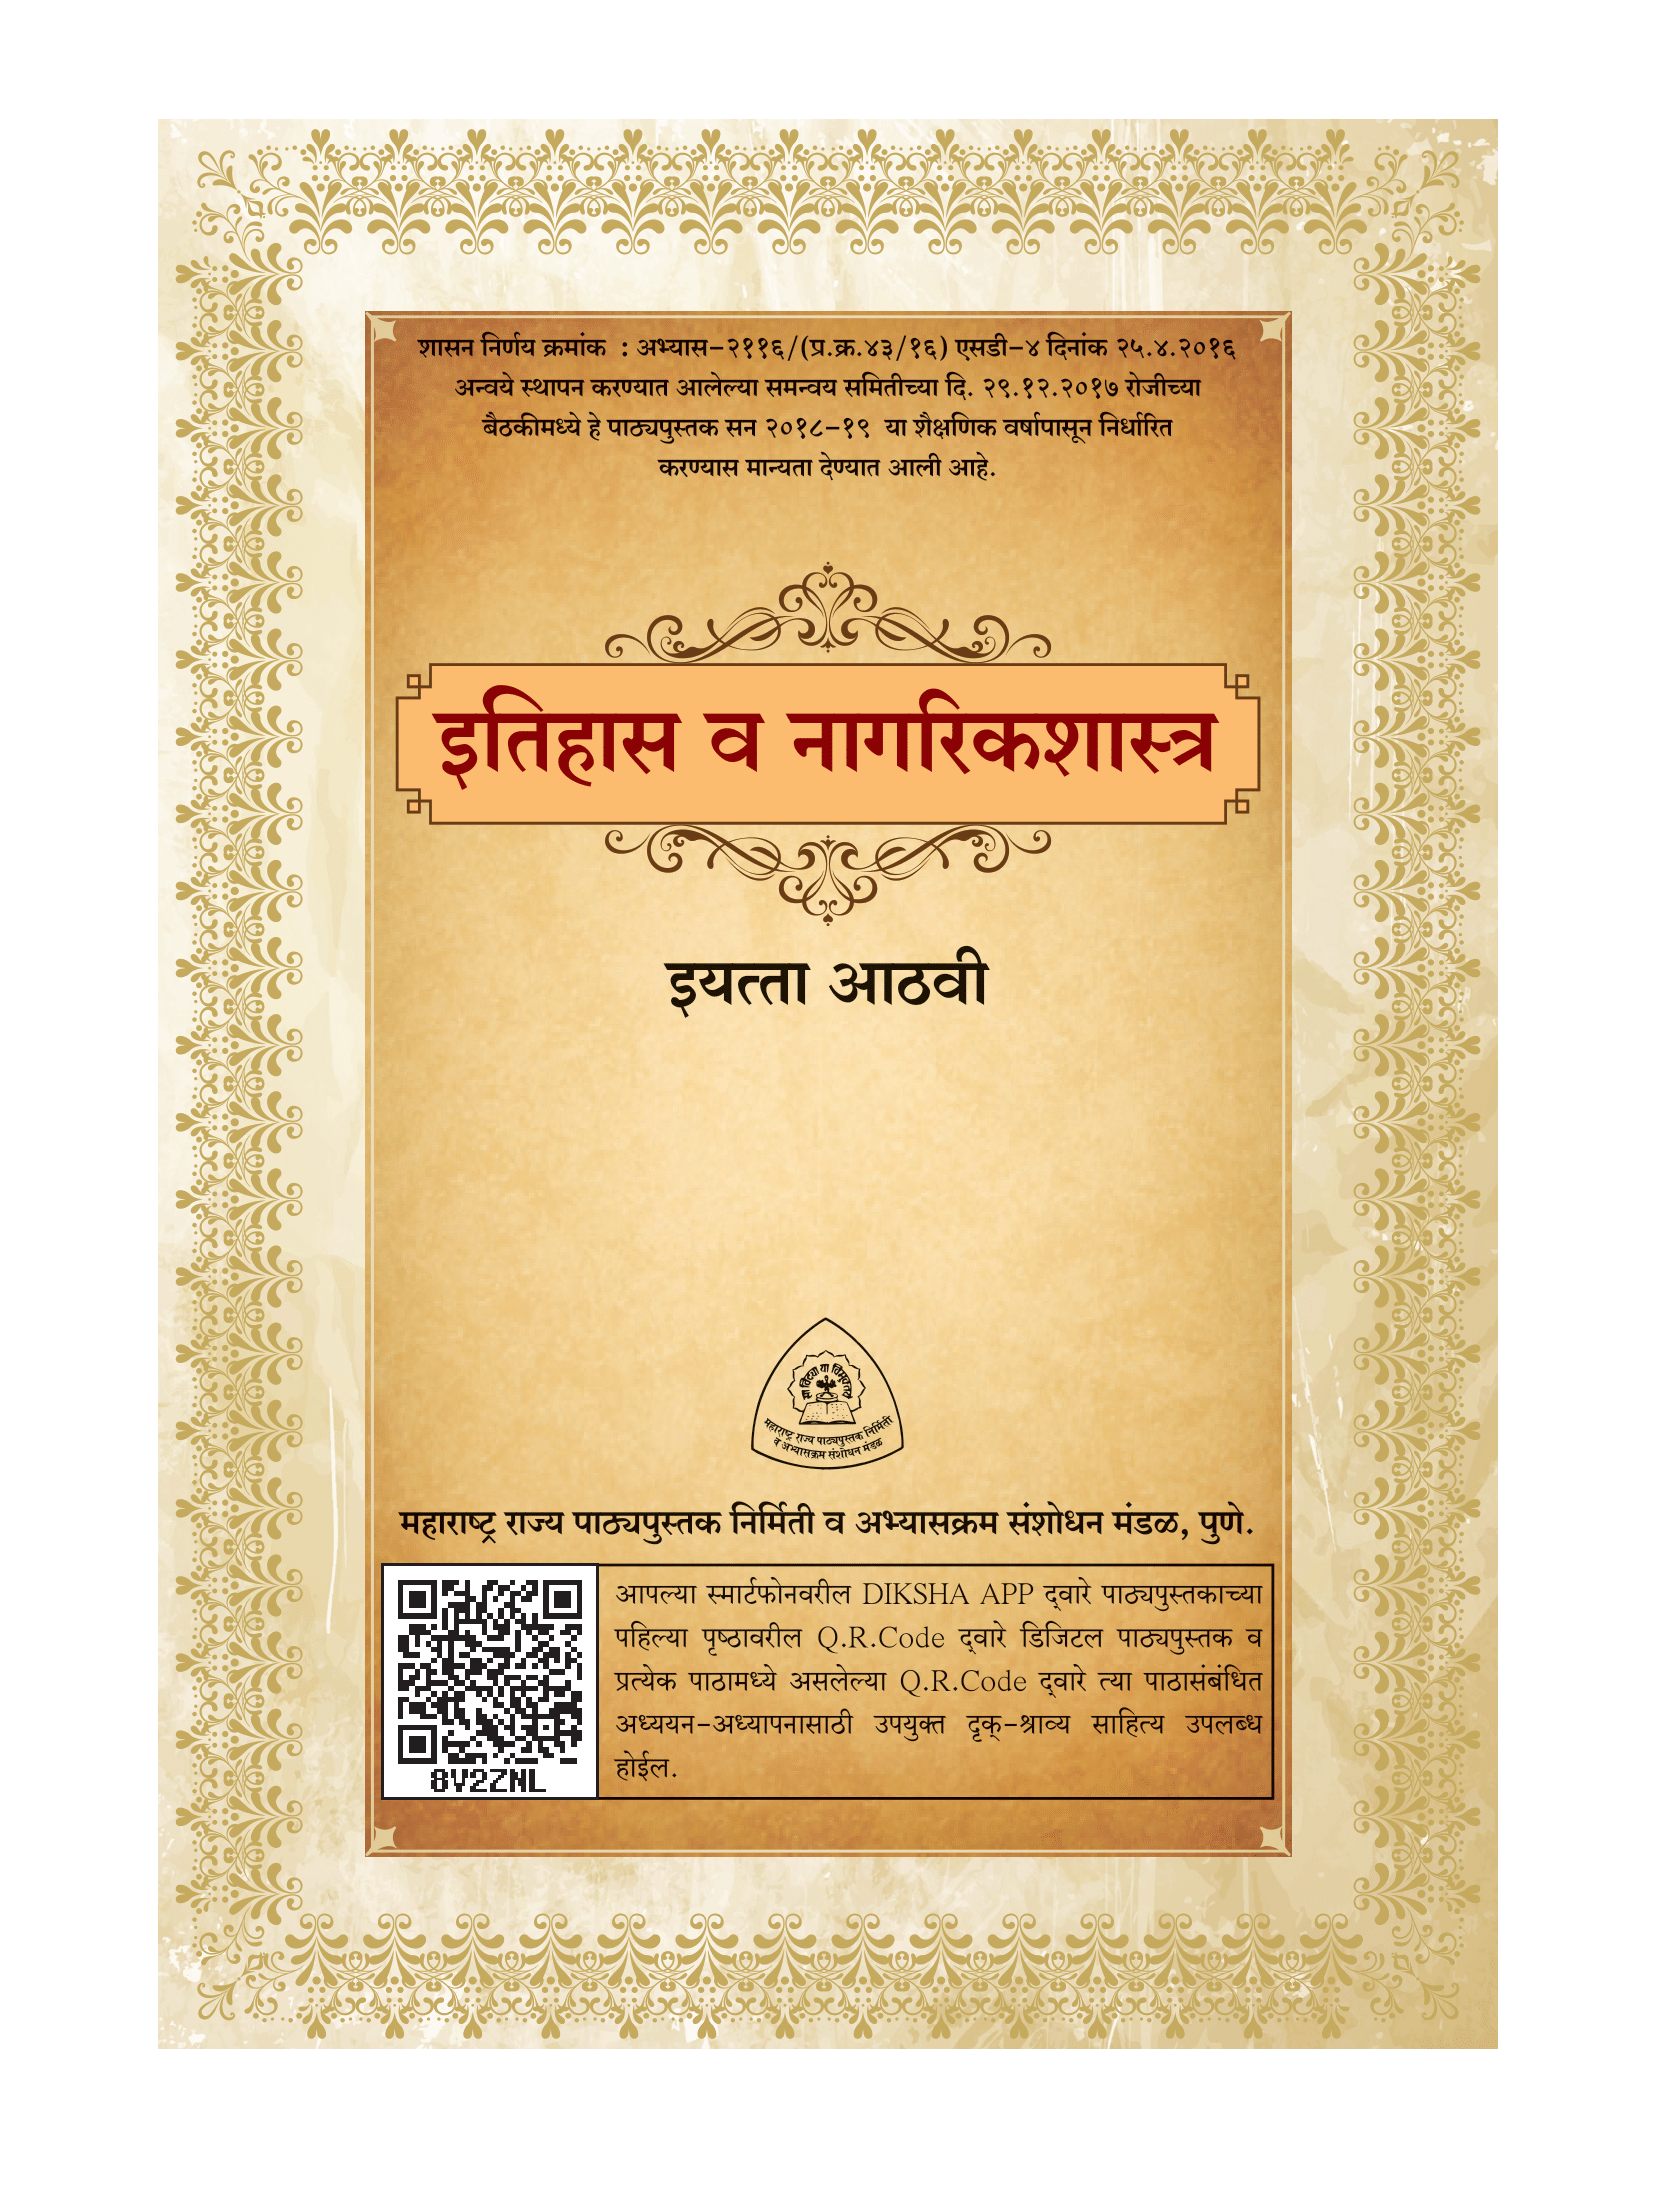 शासन निर्णय क्रमांक : अभ्यास-२११६/(प्र.क्र.४३/१६) एसडी-४ दिनांक २५.४.२०१६
अन्वये स्थापन करण्यात आलेल्या समन्वय समितीच्या दि. २९.१२.२०१७ रोजीच्या
बैठकीमध्ये हे पाठ्यपुस्तक सन २०१८-१९ या शैक्षणिक वर्षापासून निर्धारित
करण्यास मान्यता देण्यात आली आहे.
इतिहास व नागरिकशास्त्र
इयत्ता आठवी
सा विद्या या विमुक्तये
महाराष्ट्र राज्य पाठ्यपुस्तक निर्मिती
व अभ्यासक्रम संशोधन मंडळ
महाराष्ट्र राज्य पाठ्यपुस्तक निर्मिती व अभ्यासक्रम संशोधन मंडळ, पुणे.
आपल्या स्मार्टफोनवरील DIKSHA APP द्‌वारे पाठ्यपुस्तकाच्या
पहिल्या पृष्ठावरील Q.R.Code द्‌वारे डिजिटल पाठ्यपुस्तक व
प्रत्येक पाठामध्ये असलेल्या Q.R.Code द्‌वारे त्या पाठासंबंधित
अध्ययन-अध्यापनासाठी उपयुक्त दृक्-श्राव्य साहित्य उपलब्ध
होईल.
8V2ZNL